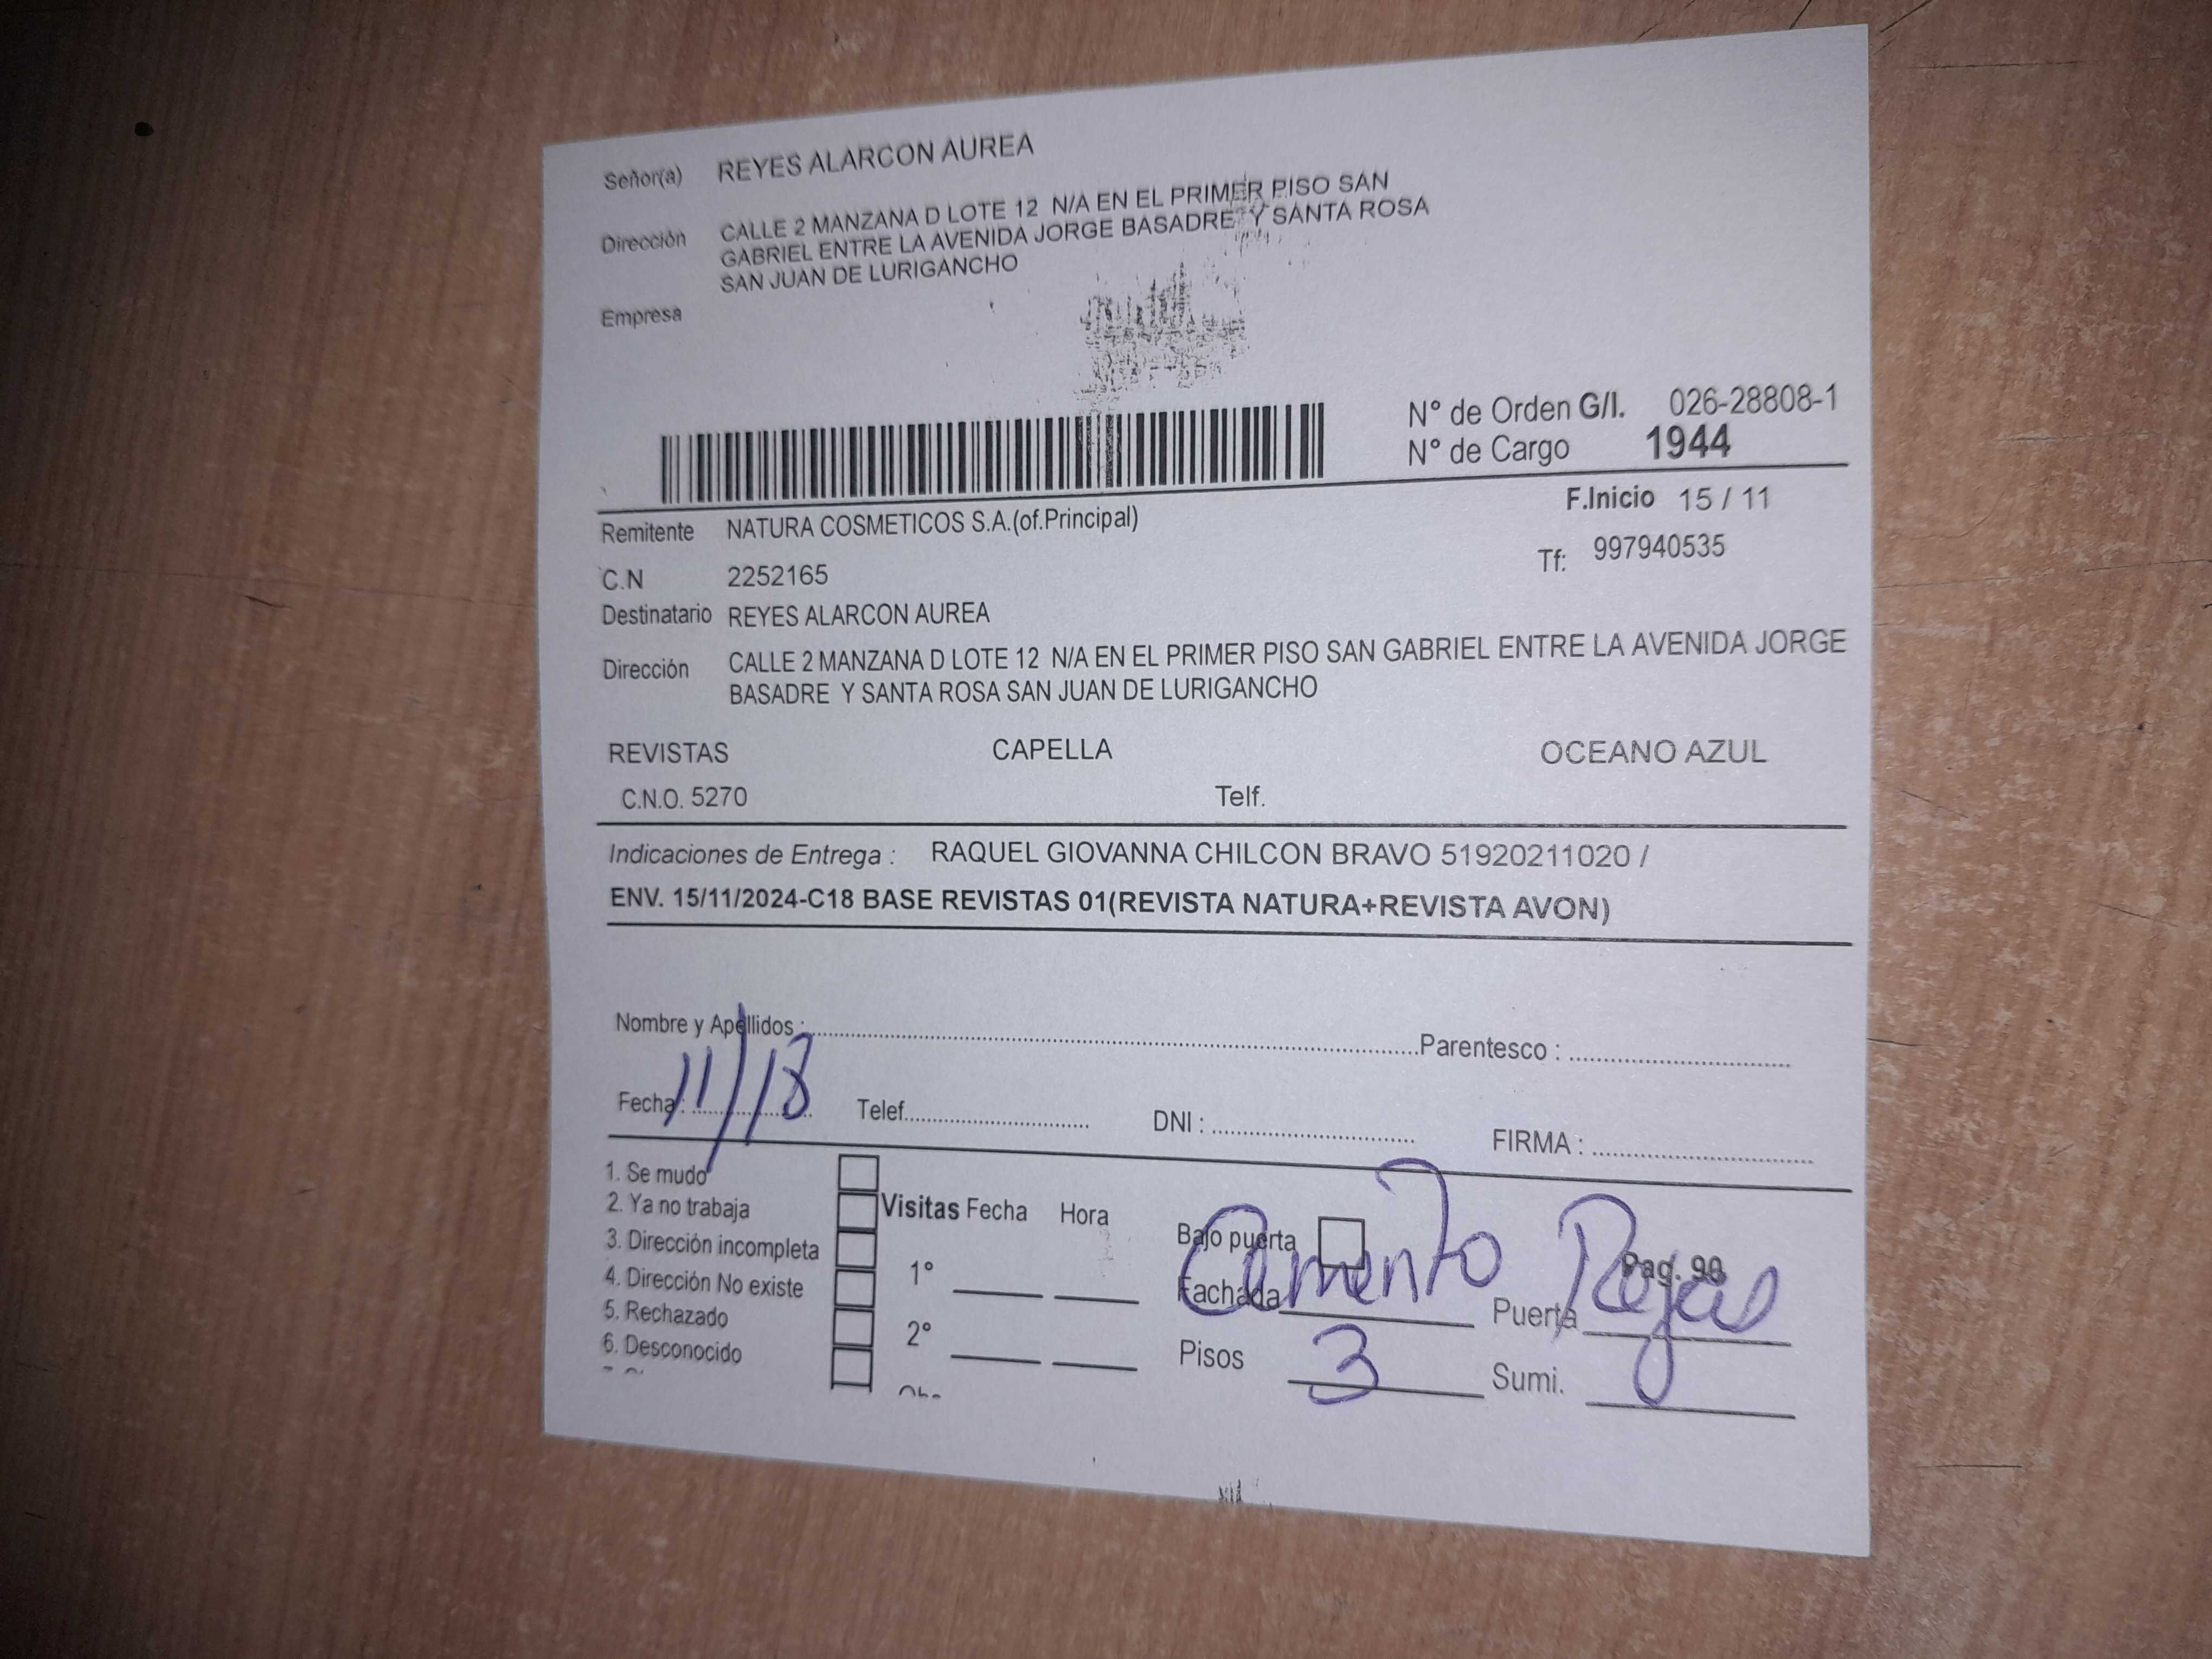 Señor(a) REYES ALARCON AUREA
Dirección CALLE 2 MANZANA D LOTE 12 N/A EN EL PRIMER PISO SAN
GABRIEL ENTRE LA AVENIDA JORGE BASADRE Y SANTA ROSA
SAN JUAN DE LURIGANCHO
Empresa
N° de Orden G/I. 026-28808-1
N° de Cargo 1944
F.Inicio 15 / 11
Remitente NATURA COSMETICOS S.A.(of.Principal)
Tf: 997940535
C.N 2252165
Destinatario REYES ALARCON AUREA
Dirección CALLE 2 MANZANA D LOTE 12 N/A EN EL PRIMER PISO SAN GABRIEL ENTRE LA AVENIDA JORGE
BASADRE Y SANTA ROSA SAN JUAN DE LURIGANCHO
REVISTAS CAPELLA OCEANO AZUL
C.N.O. 5270 Telf.
Indicaciones de Entrega : RAQUEL GIOVANNA CHILCON BRAVO 51920211020 /
ENV. 15/11/2024-C18 BASE REVISTAS 01(REVISTA NATURA+REVISTA AVON)
Nombre y Apellidos : Parentesco :
Fecha : 11/18 Telef. DNI : FIRMA :
1. Se mudo
2. Ya no trabaja
3. Dirección incompleta
4. Dirección No existe
5. Rechazado
6. Desconocido
Visitas Fecha Hora
1°
2°
Bajo puerta
Pag. 90
Fachada Cemento Puerta Rejas
Pisos 3 Sumi.